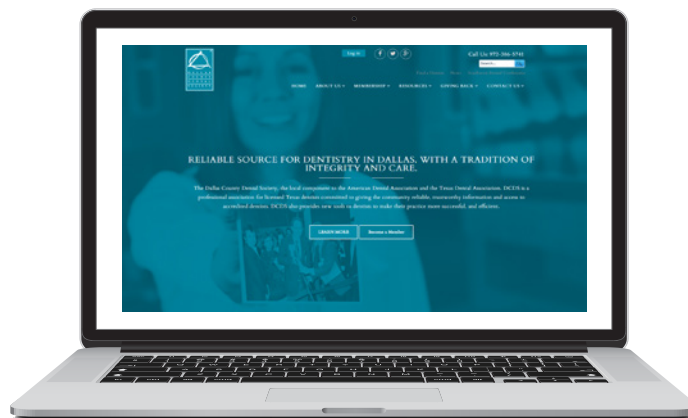 Log In
Call Us 972-386-5741
Search...
HOME ABOUT US MEMBERSHIP RESOURCES GIVING BACK CONTACT US
RELIABLE SOURCE FOR DENTISTRY IN DALLAS, WITH A TRADITION OF
INTEGRITY AND CARE.
The Dallas County Dental Society, the local component to the American Dental Association and the Texas Dental Association. DCDS is a
professional association for licensed Texas dentists committed to giving the community reliable, trustworthy information and access to
accredited dentists. DCDS also provides new tools to dentists to make their practice more successful, and efficient.
LEARN MORE Become a Member